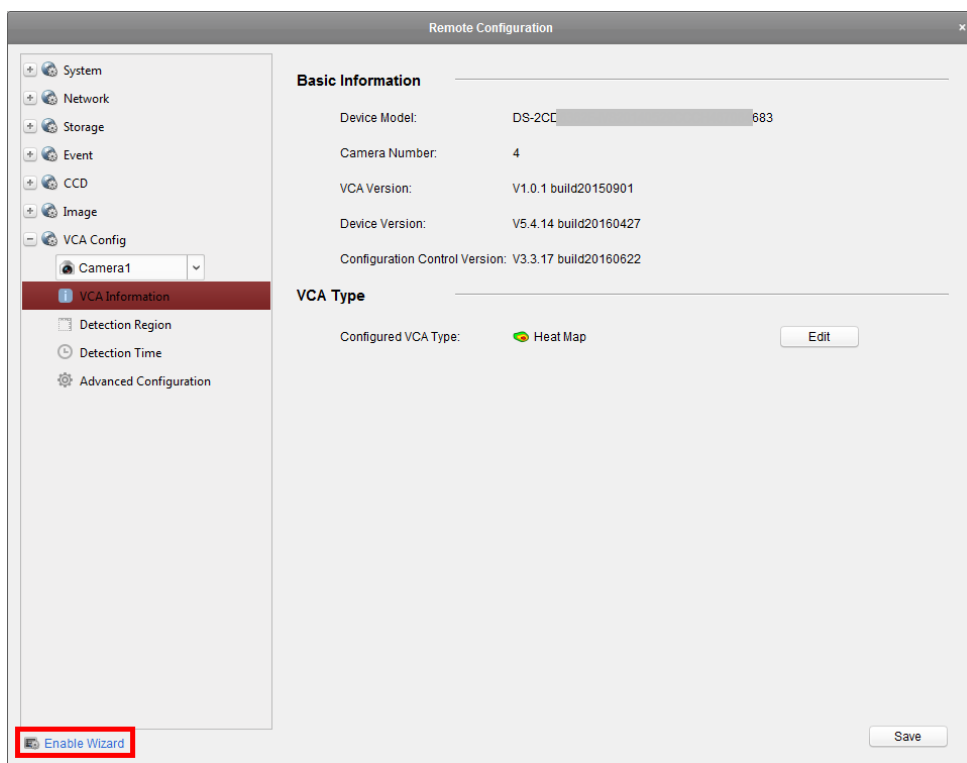 Remote Configuration ×
System
Network
Storage
Event
CCD
Image
VCA Config
Camera1
VCA Information
Detection Region
Detection Time
Advanced Configuration
Enable Wizard
Basic Information
Device Model: DS-2CD 683
Camera Number: 4
VCA Version: V1.0.1 build20150901
Device Version: V5.4.14 build20160427
Configuration Control Version: V3.3.17 build20160622
VCA Type
Configured VCA Type: Heat Map Edit
Save